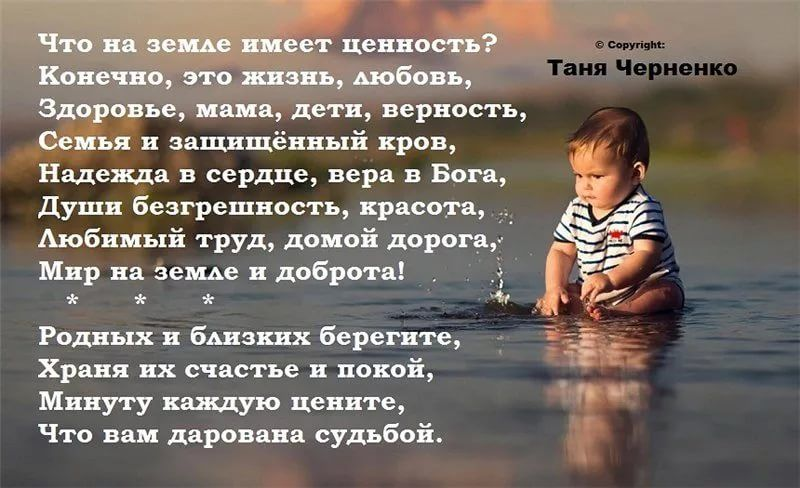 Что на земле имеет ценность?
Конечно, это жизнь, любовь,
Здоровье, мама, дети, верность,
Семья и защищённый кров,
Надежда в сердце, вера в Бога,
Души безгрешность, красота,
Любимый труд, домой дорога,
Мир на земле и доброта!
* * *
Родных и близких берегите,
Храня их счастье и покой,
Минуту каждую цените,
Что вам дарована судьбой.
© Copyright:
Таня Черненко